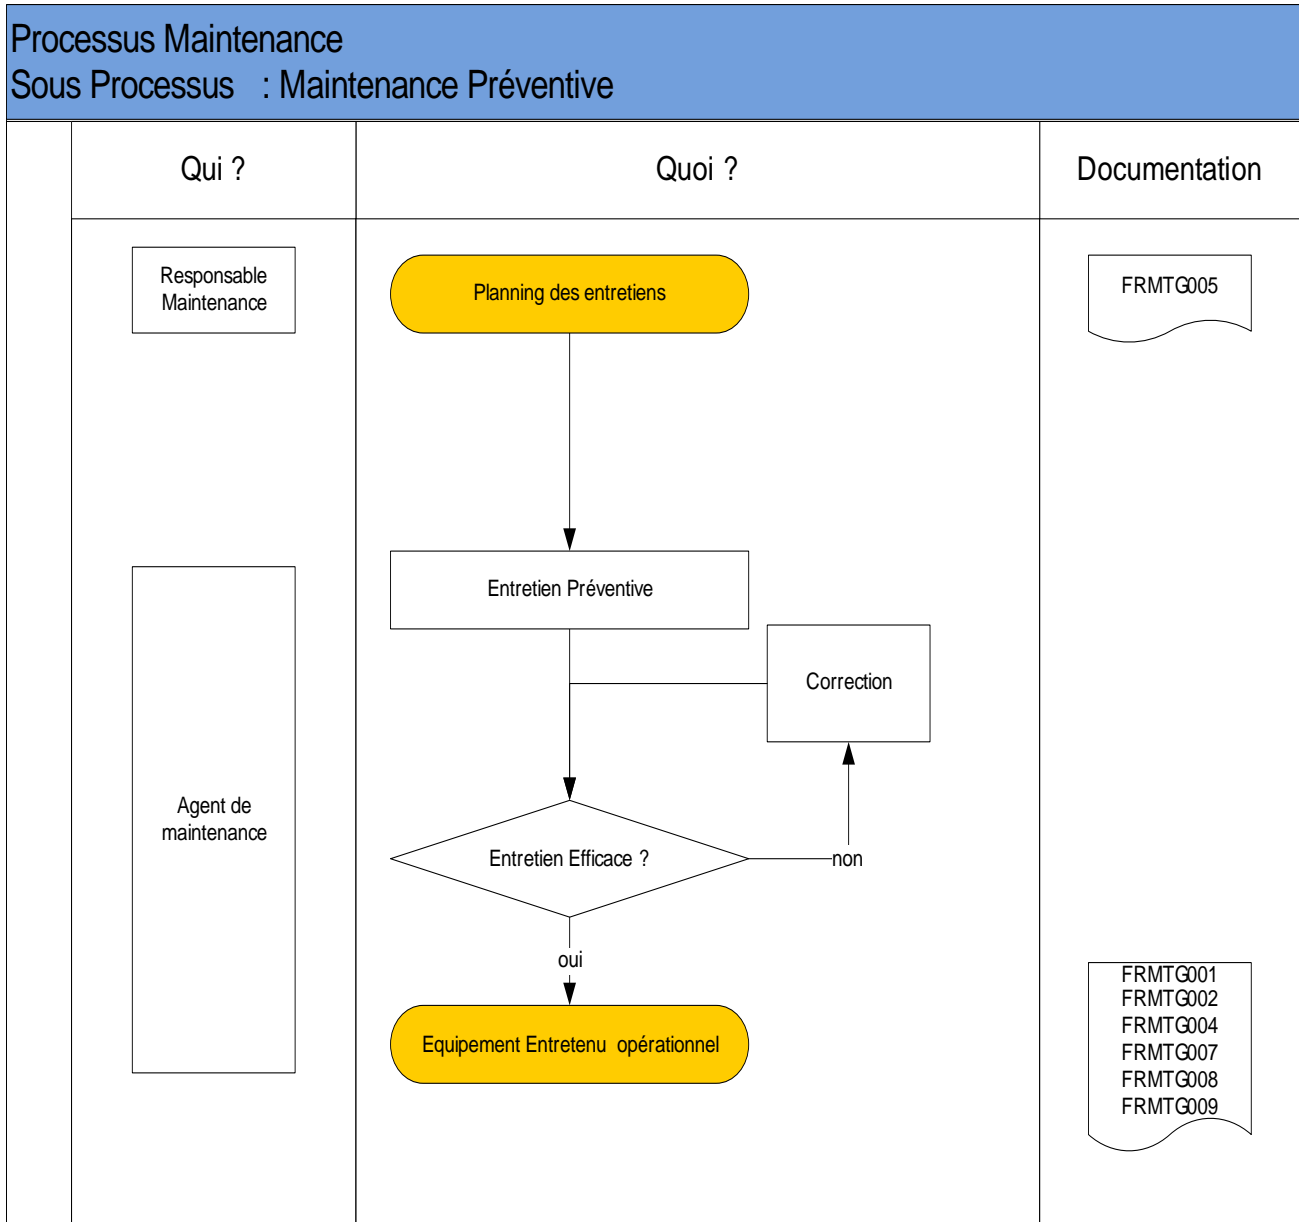 Processus Maintenance
Sous Processus : Maintenance Préventive
Qui ?
Quoi ?
Documentation
Responsable
Maintenance
Planning des entretiens
FRMTG005
Entretien Préventive
Correction
Agent de
maintenance
Entretien Efficace ?
non
oui
Equipement Entretenu opérationnel
FRMTG001
FRMTG002
FRMTG004
FRMTG007
FRMTG008
FRMTG009